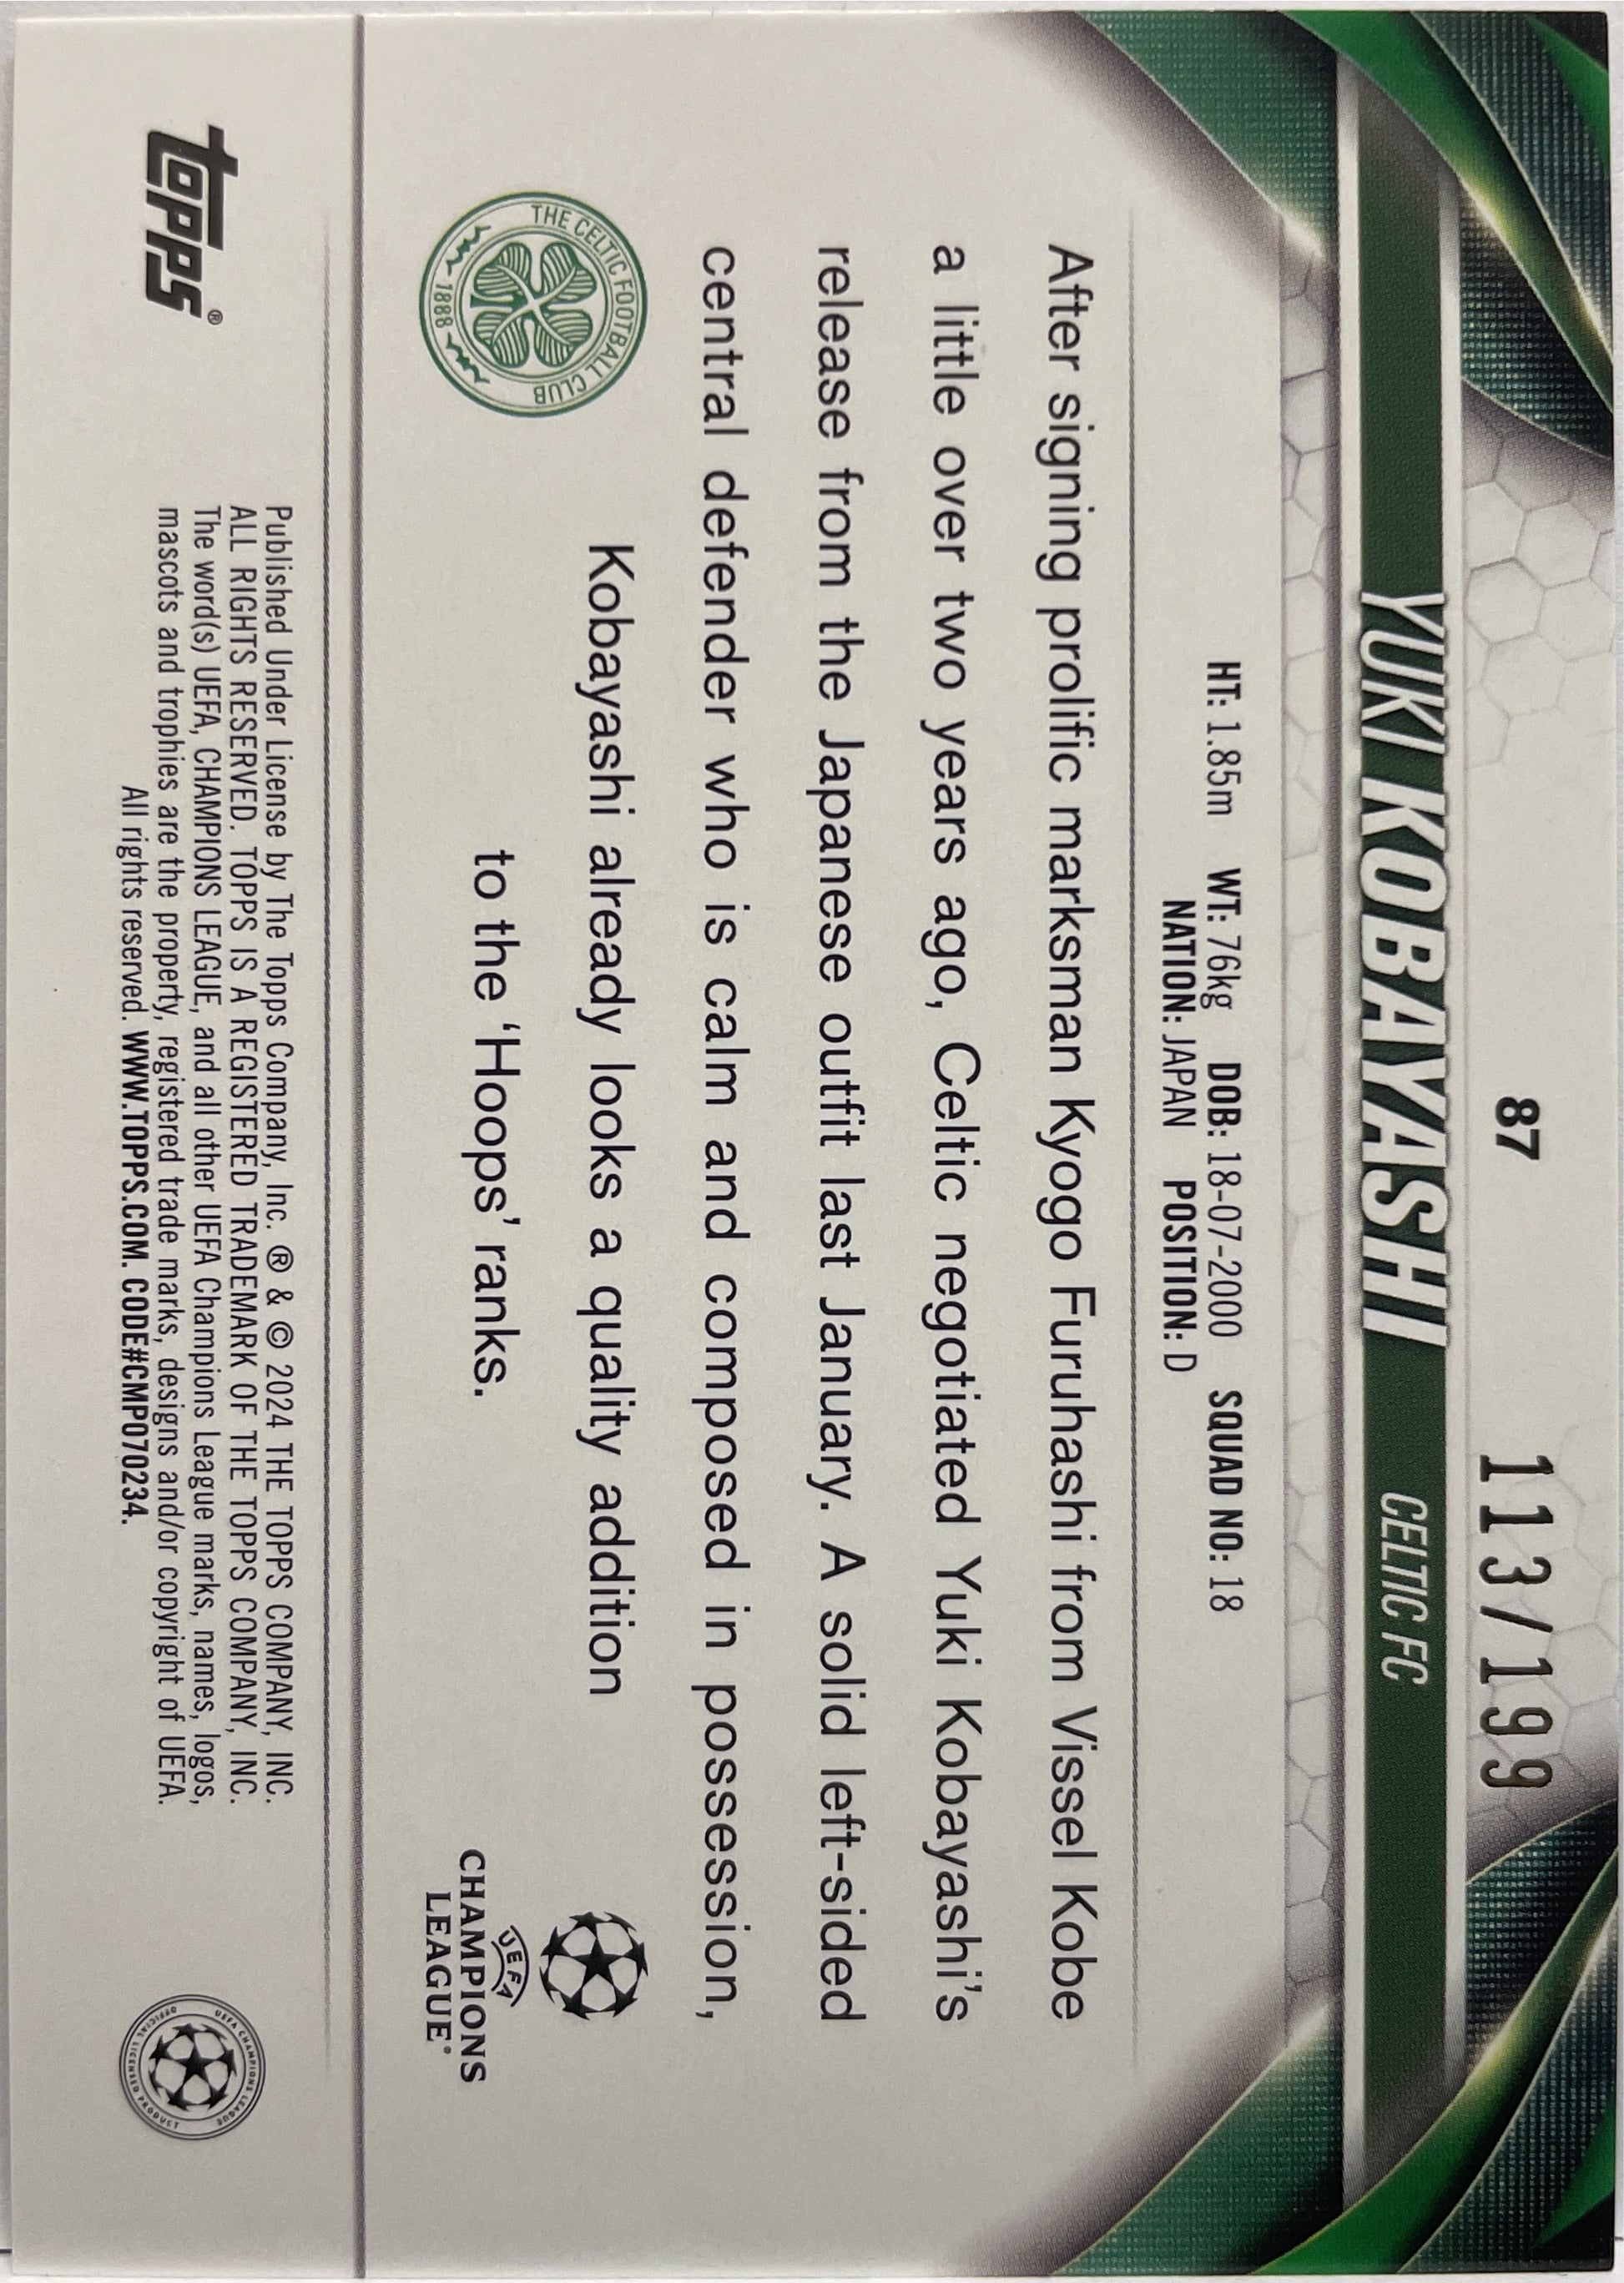 87
113/199
YUKI KOBAYASHI CELTIC FC
HT: 1.85m WT: 76kg DOB: 18-07-2000 SQUAD NO: 18
NATION: JAPAN POSITION: D
After signing prolific marksman Kyogo Furuhashi from Vissel Kobe
a little over two years ago, Celtic negotiated Yuki Kobayashi's
release from the Japanese outfit last January. A solid left-sided
central defender who is calm and composed in possession,
Kobayashi already looks a quality addition
to the ‘Hoops’ ranks.
THE CELTIC FOOTBALL CLUB
1888
UEFA
CHAMPIONS
LEAGUE®
topps®
Published Under License by The Topps Company, Inc. ® & © 2024 THE TOPPS COMPANY, INC.
ALL RIGHTS RESERVED. TOPPS IS A REGISTERED TRADEMARK OF THE TOPPS COMPANY, INC.
The word(s) UEFA, CHAMPIONS LEAGUE, and all other UEFA Champions League marks, names, logos,
mascots and trophies are the property, registered trade marks, designs and/or copyright of UEFA.
All rights reserved. WWW.TOPPS.COM. CODE#CMP070234.
UEFA CHAMPIONS LEAGUE
OFFICIAL LICENSED PRODUCT